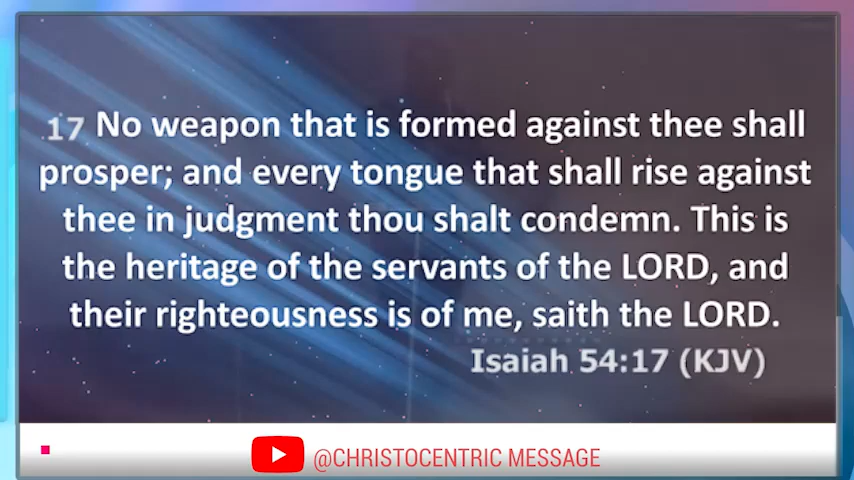 17 No weapon that is formed against thee shall
prosper; and every tongue that shall rise against
thee in judgment thou shalt condemn. This is
the heritage of the servants of the LORD, and
their righteousness is of me, saith the LORD.
Isaiah 54:17 (KJV)
@CHRISTOCENTRIC MESSAGE